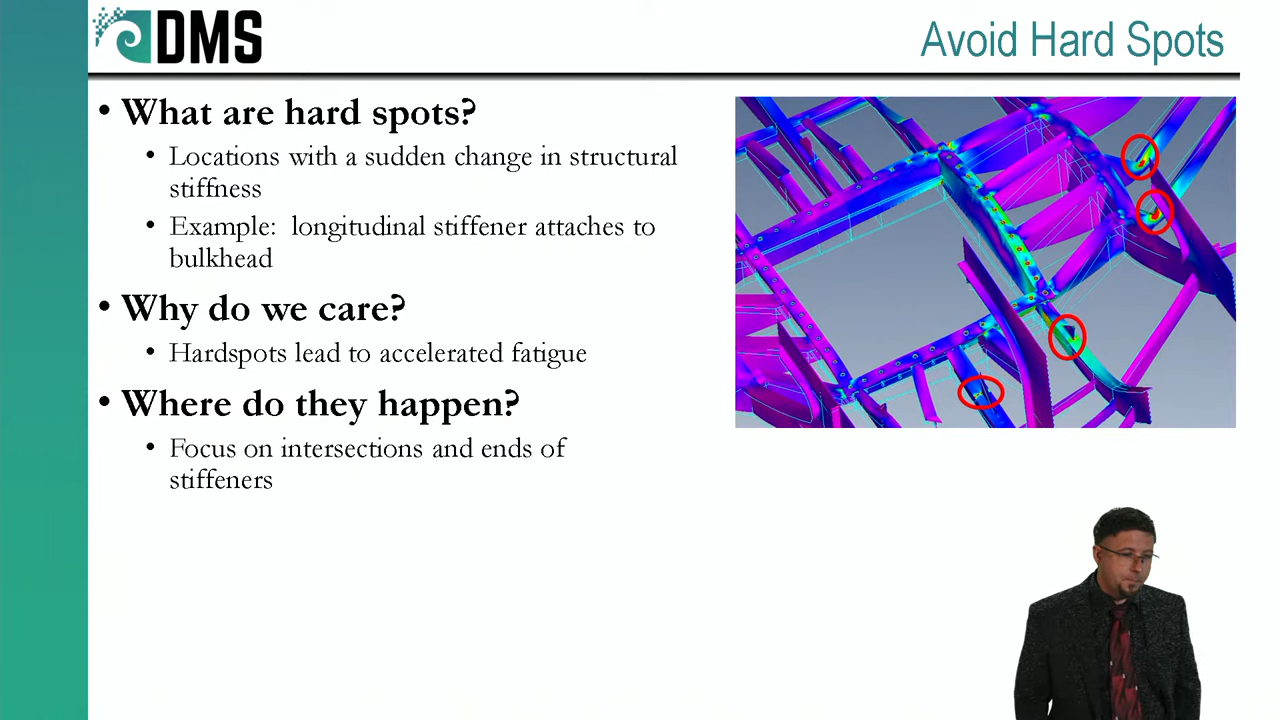 DMS
Avoid Hard Spots
• What are hard spots?
• Locations with a sudden change in structural
stiffness
• Example: longitudinal stiffener attaches to
bulkhead
• Why do we care?
• Hardspots lead to accelerated fatigue
• Where do they happen?
• Focus on intersections and ends of
stiffeners